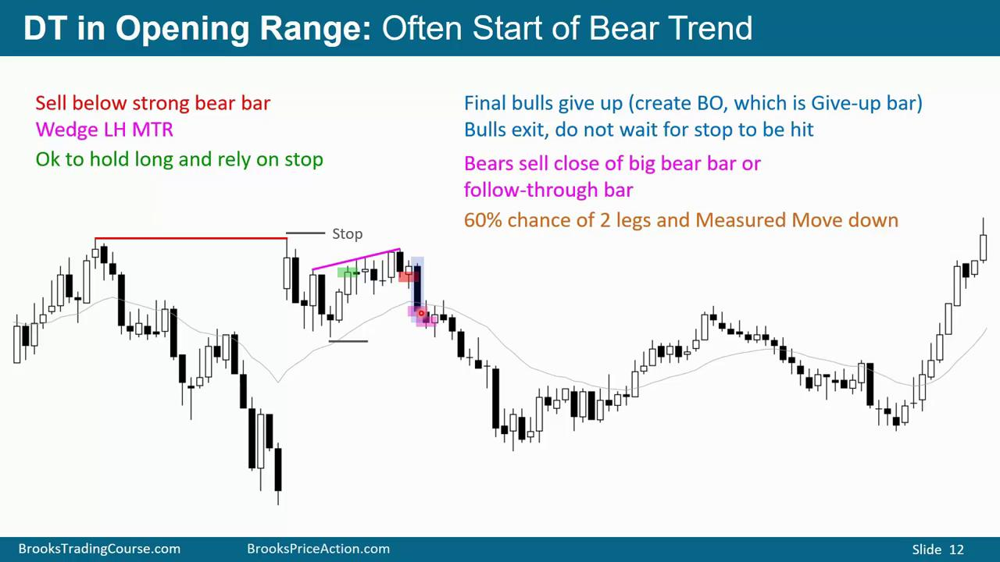 DT in Opening Range: Often Start of Bear Trend
Sell below strong bear bar
Wedge LH MTR
Ok to hold long and rely on stop
Final bulls give up (create BO, which is Give-up bar)
Bulls exit, do not wait for stop to be hit
Bears sell close of big bear bar or
follow-through bar
60% chance of 2 legs and Measured Move down
Stop
BrooksTradingCourse.com
BrooksPriceAction.com
Slide 12